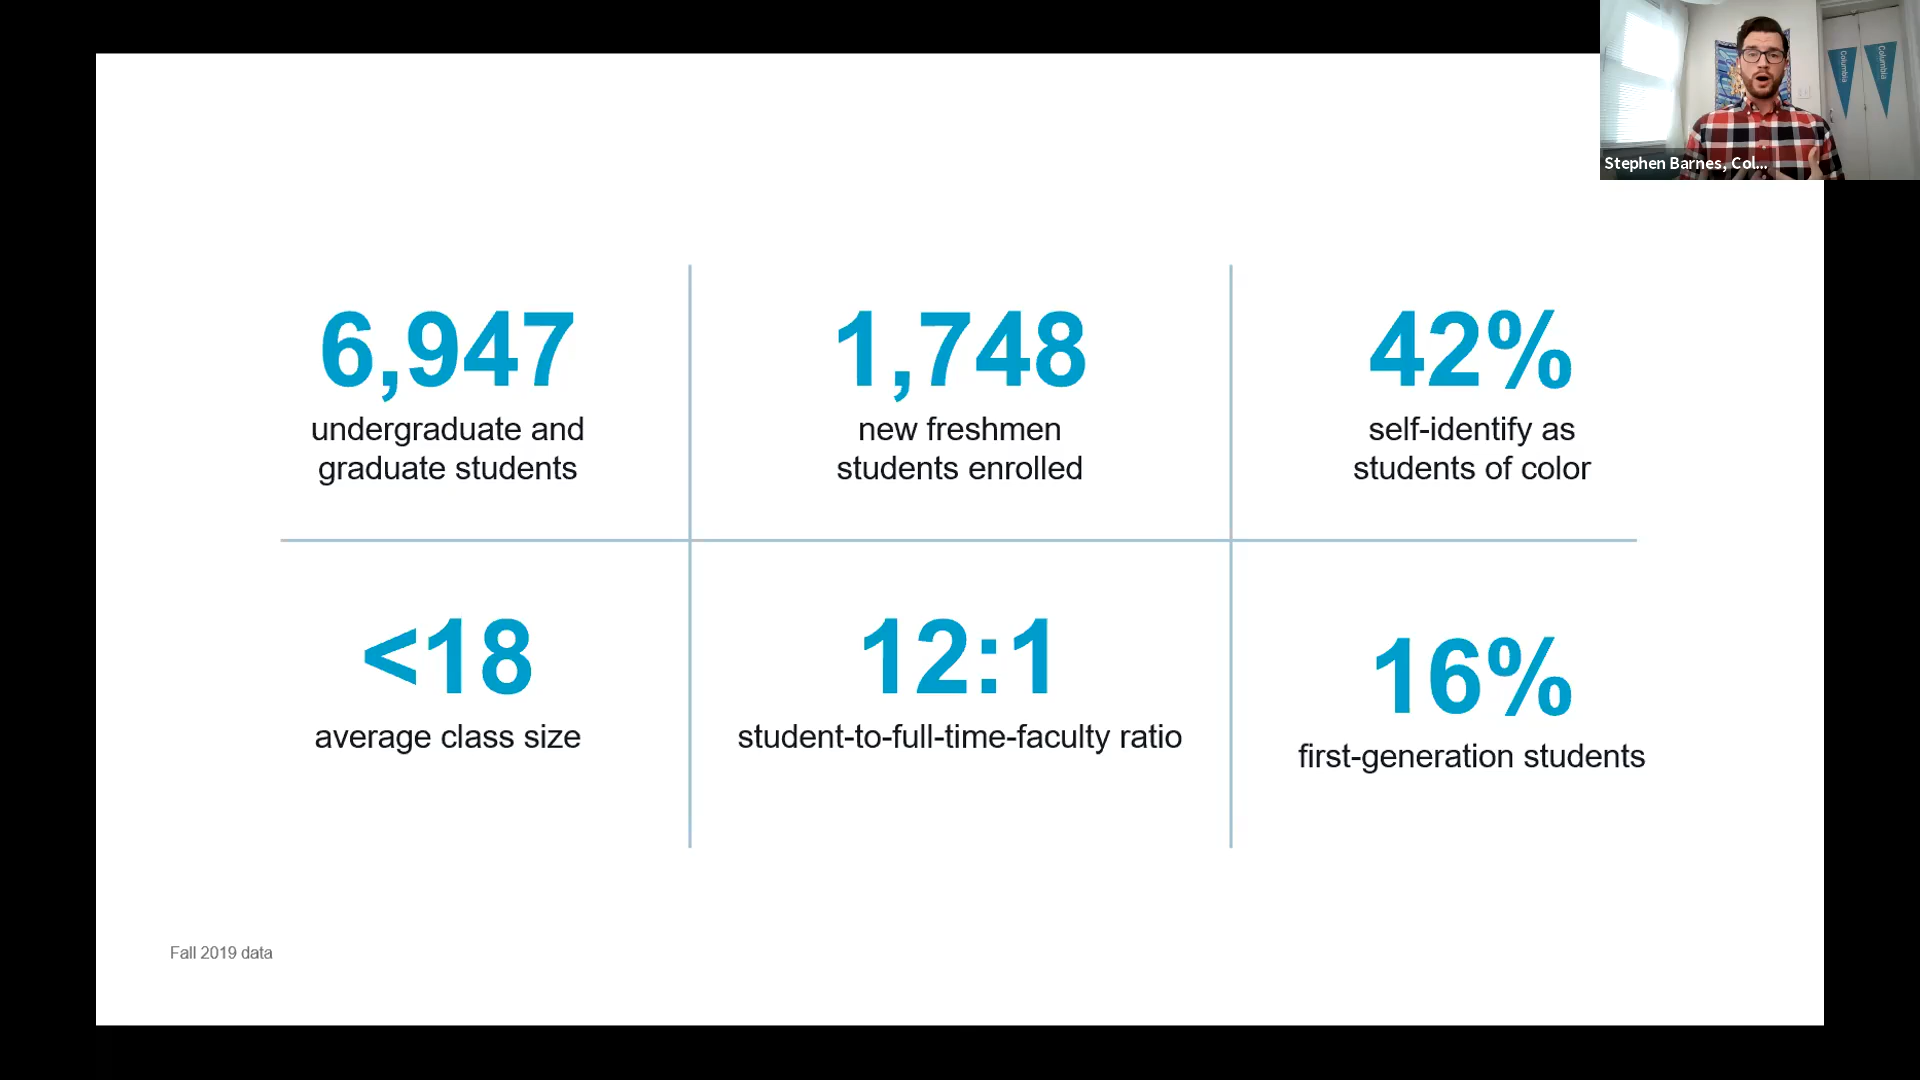 Columbia
Columbia
Stephen Barnes, Col...
6,947
undergraduate and
graduate students
1,748
new freshmen
students enrolled
42%
self-identify as
students of color
<18
average class size
12:1
student-to-full-time-faculty ratio
16%
first-generation students
Fall 2019 data